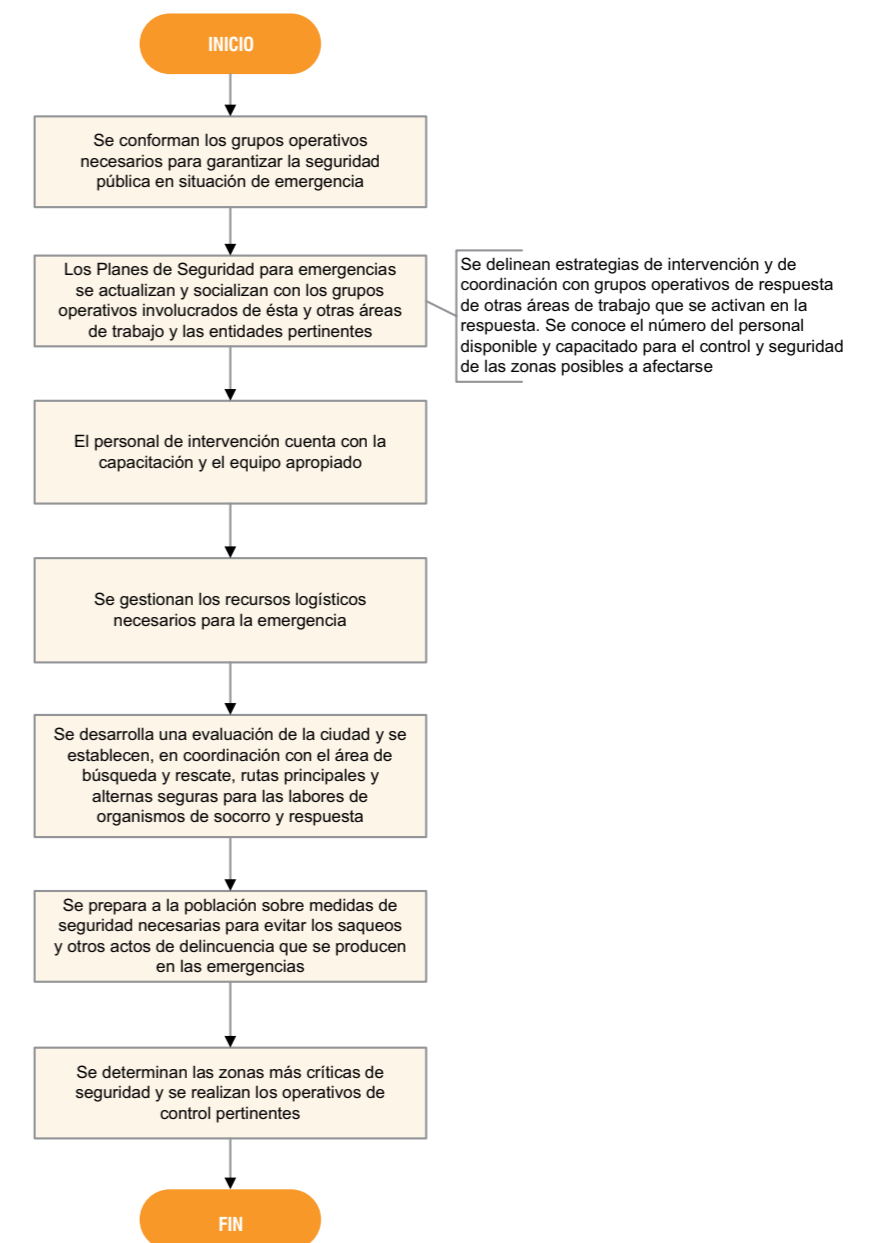 INICIO
Se conforman los grupos operativos
necesarios para garantizar la seguridad
pública en situación de emergencia
Los Planes de Seguridad para emergencias
se actualizan y socializan con los grupos
operativos involucrados de ésta y otras áreas
de trabajo y las entidades pertinentes
Se delinean estrategias de intervención y de
coordinación con grupos operativos de respuesta
de otras áreas de trabajo que se activan en la
respuesta. Se conoce el número del personal
disponible y capacitado para el control y seguridad
de las zonas posibles a afectarse
El personal de intervención cuenta con la
capacitación y el equipo apropiado
Se gestionan los recursos logísticos
necesarios para la emergencia
Se desarrolla una evaluación de la ciudad y se
establecen, en coordinación con el área de
búsqueda y rescate, rutas principales y
alternas seguras para las labores de
organismos de socorro y respuesta
Se prepara a la población sobre medidas de
seguridad necesarias para evitar los saqueos
y otros actos de delincuencia que se producen
en las emergencias
Se determinan las zonas más críticas de
seguridad y se realizan los operativos de
control pertinentes
FIN